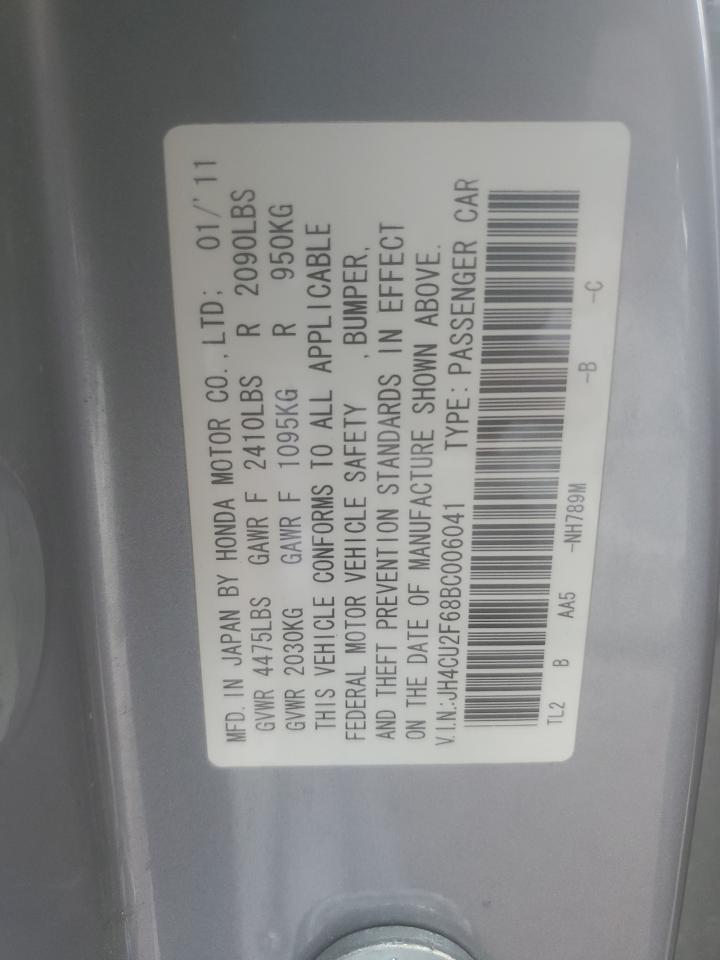 MFD. IN JAPAN BY HONDA MOTOR CO., LTD; 01/'11
GVWR 4475LBS GAWR F 2410LBS R 2090LBS
GVWR 2030KG GAWR F 1095KG R 950KG
THIS VEHICLE CONFORMS TO ALL APPLICABLE
FEDERAL MOTOR VEHICLE SAFETY , BUMPER,
AND THEFT PREVENTION STANDARDS IN EFFECT
ON THE DATE OF MANUFACTURE SHOWN ABOVE.
V.I.N.:JH4CU2F68BC006041 TYPE:PASSENGER CAR
TL2 B AA5 -NH789M -B -C